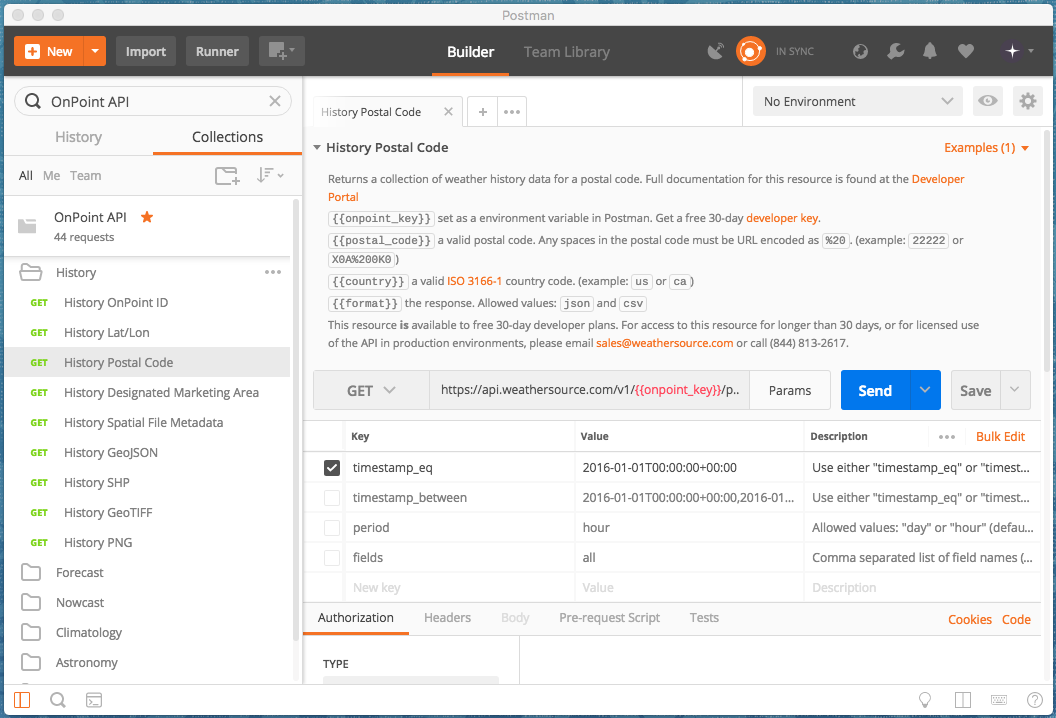 Postman
New
Import
Runner
Builder
Team Library
IN SYNC
OnPoint API
History
Collections
All Me Team
OnPoint API
44 requests
History
GET History OnPoint ID
GET History Lat/Lon
GET History Postal Code
GET History Designated Marketing Area
GET History Spatial File Metadata
GET History GeoJSON
GET History SHP
GET History GeoTIFF
GET History PNG
Forecast
Nowcast
Climatology
Astronomy
History Postal Code
No Environment
History Postal Code
Examples (1)
Returns a collection of weather history data for a postal code. Full documentation for this resource is found at the Developer
Portal
{{onpoint_key}} set as a environment variable in Postman. Get a free 30-day developer key.
{{postal_code}} a valid postal code. Any spaces in the postal code must be URL encoded as %20 . (example: 22222 or
X0A%200K0 )
{{country}} a valid ISO 3166-1 country code. (example: us or ca )
{{format}} the response. Allowed values: json and csv
This resource is available to free 30-day developer plans. For access to this resource for longer than 30 days, or for licensed use
of the API in production environments, please email sales@weathersource.com or call (844) 813-2617.
GET
https://api.weathersource.com/v1/{{onpoint_key}}/p..
Params
Send
Save
Key Value Description Bulk Edit
timestamp_eq 2016-01-01T00:00:00+00:00 Use either "timestamp_eq" or "timest...
timestamp_between 2016-01-01T00:00:00+00:00,2016-01... Use either "timestamp_eq" or "timest...
period hour Allowed values: "day" or "hour" (defau...
fields all Comma separated list of field names (...
New key Value Description
Authorization Headers Body Pre-request Script Tests
Cookies Code
TYPE